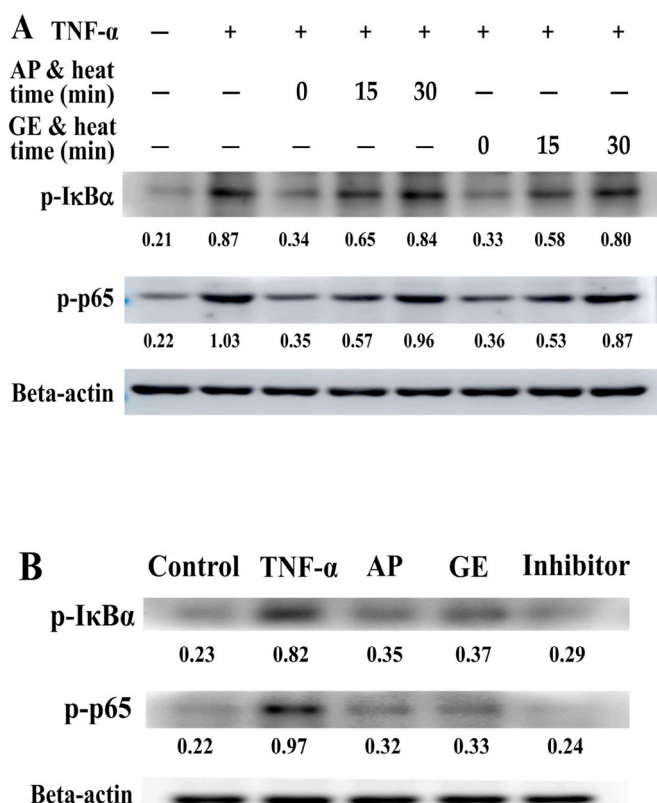 A TNF-α — + + + + + + +
AP & heat
time (min) — — 0 15 30 — — —
GE & heat
time (min) — — — — — 0 15 30
p-IκBα
0.21 0.87 0.34 0.65 0.84 0.33 0.58 0.80
p-p65
0.22 1.03 0.35 0.57 0.96 0.36 0.53 0.87
Beta-actin
B Control TNF-α AP GE Inhibitor
p-IκBα
0.23 0.82 0.35 0.37 0.29
p-p65
0.22 0.97 0.32 0.33 0.24
Beta-actin